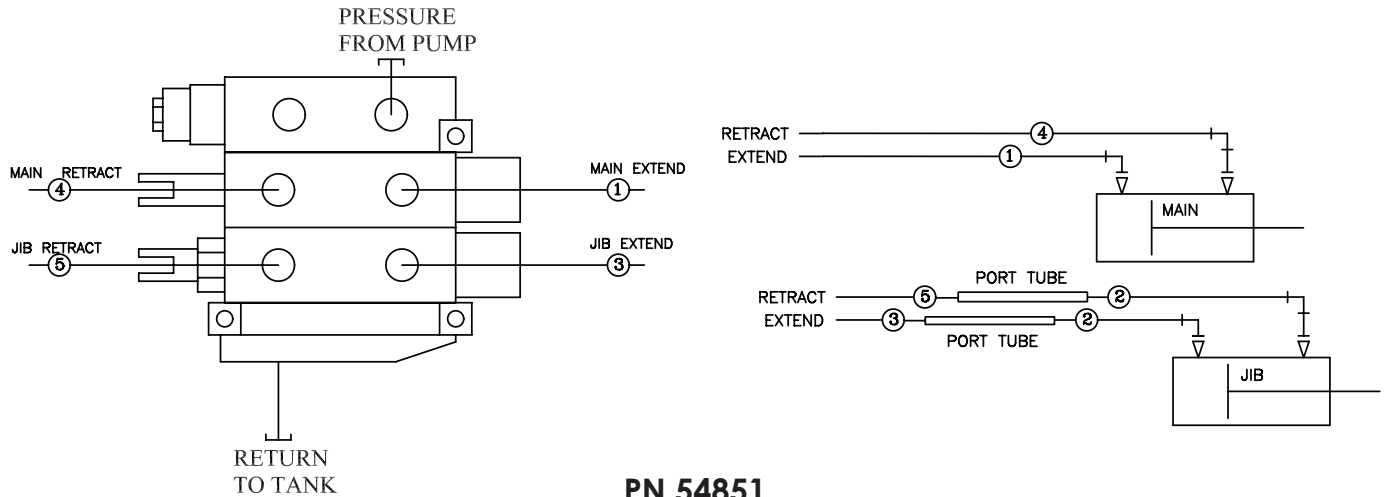 PRESSURE
FROM PUMP
MAIN RETRACT
4
MAIN EXTEND
1
JIB RETRACT
5
JIB EXTEND
3
RETURN
TO TANK
RETRACT
4
EXTEND
1
MAIN
PORT TUBE
RETRACT
5
2
EXTEND
3
2
PORT TUBE
JIB
PN 54851